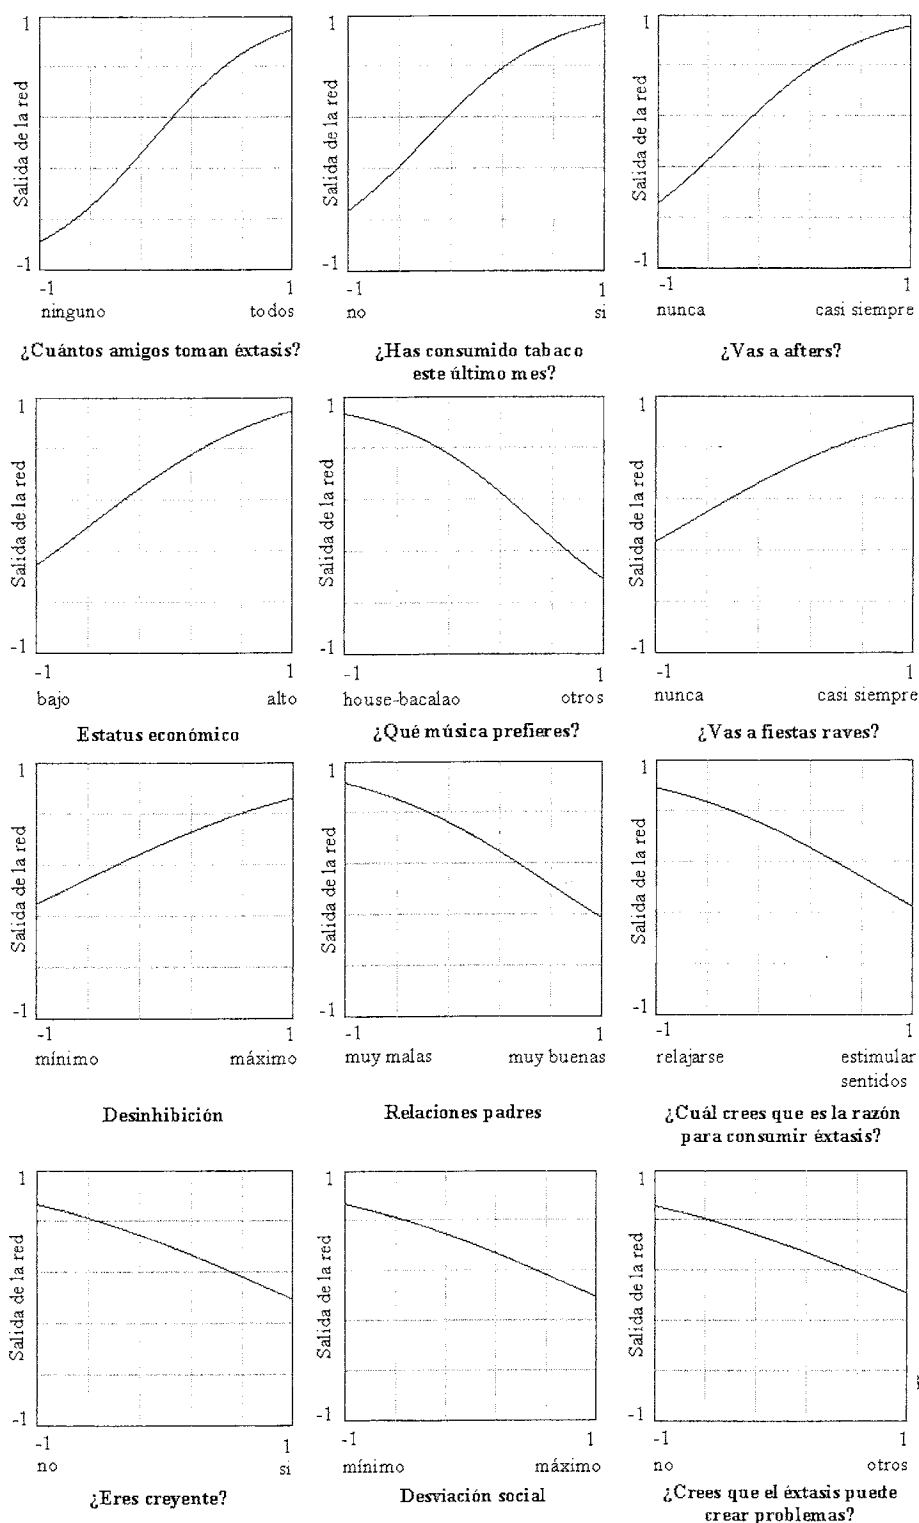 1
Salida de la red
-1
-1
1
ninguno
todos
¿Cuántos amigos toman éxtasis?
1
Salida de la red
-1
-1
1
no
si
¿Has consumido tabaco
este último mes?
1
Salida de la red
-1
-1
1
nunca
casi siempre
¿Vas a afters?
1
Salida de la red
-1
-1
1
bajo
alto
Estatus económico
1
Salida de la red
-1
-1
1
house-bacalao
otros
¿Qué música prefieres?
1
Salida de la red
-1
-1
1
nunca
casi siempre
¿Vas a fiestas raves?
1
Salida de la red
-1
-1
1
mínimo
máximo
Desinhibición
1
Salida de la red
-1
-1
1
muy malas
muy buenas
Relaciones padres
1
Salida de la red
-1
-1
1
relajarse
estimular
sentidos
¿Cuál crees que es la razón
para consumir éxtasis?
1
Salida de la red
-1
-1
1
no
si
¿Eres creyente?
1
Salida de la red
-1
-1
1
mínimo
máximo
Desviación social
1
Salida de la red
-1
-1
1
no
otros
¿Crees que el éxtasis puede
crear problemas?